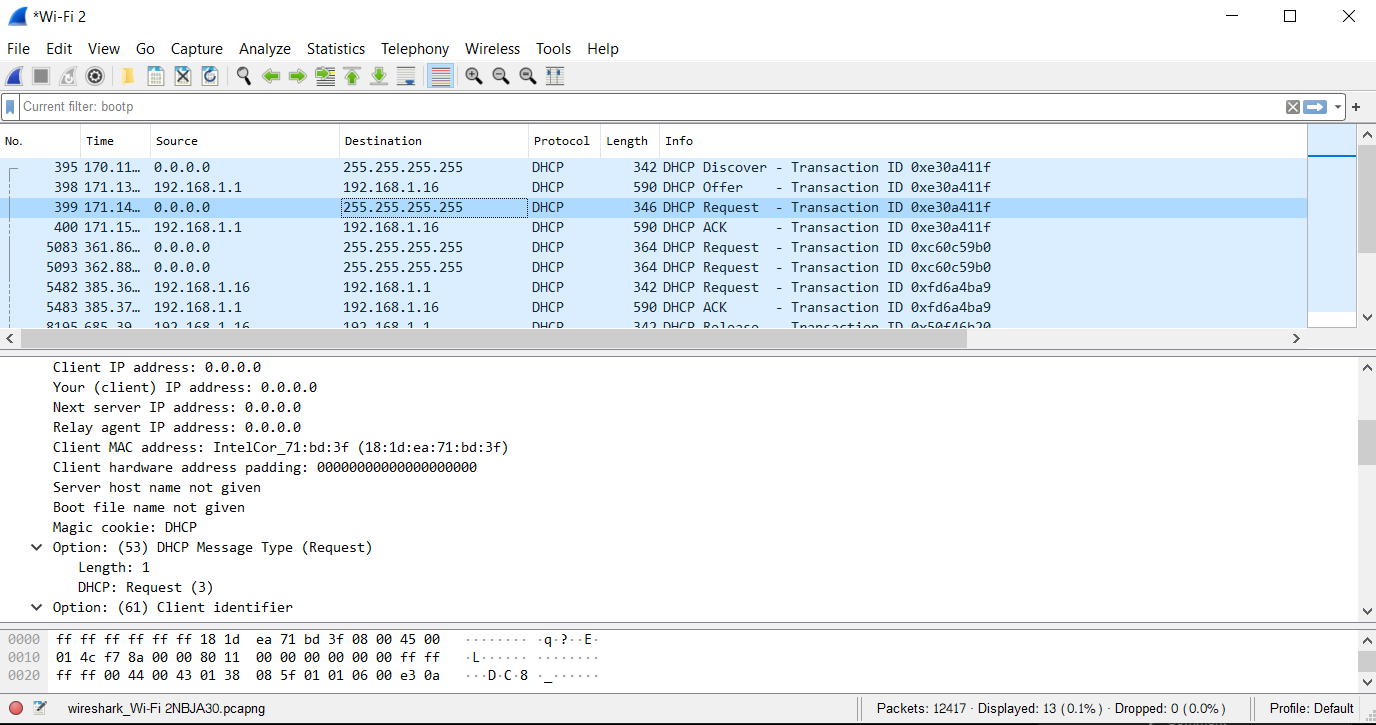 *Wi-Fi 2
File Edit View Go Capture Analyze Statistics Telephony Wireless Tools Help
Current filter: bootp
No. Time Source Destination Protocol Length Info
395 170.11… 0.0.0.0 255.255.255.255 DHCP 342 DHCP Discover - Transaction ID 0xe30a411f
398 171.13… 192.168.1.1 192.168.1.16 DHCP 590 DHCP Offer - Transaction ID 0xe30a411f
399 171.14… 0.0.0.0 255.255.255.255 DHCP 346 DHCP Request - Transaction ID 0xe30a411f
400 171.15… 192.168.1.1 192.168.1.16 DHCP 590 DHCP ACK - Transaction ID 0xe30a411f
5083 361.86… 0.0.0.0 255.255.255.255 DHCP 364 DHCP Request - Transaction ID 0xc60c59b0
5093 362.88… 0.0.0.0 255.255.255.255 DHCP 364 DHCP Request - Transaction ID 0xc60c59b0
5482 385.36… 192.168.1.16 192.168.1.1 DHCP 342 DHCP Request - Transaction ID 0xfd6a4ba9
5483 385.37… 192.168.1.1 192.168.1.16 DHCP 590 DHCP ACK - Transaction ID 0xfd6a4ba9
8195 685.39… 192.168.1.16 192.168.1.1 DHCP 342 DHCP Release - Transaction ID 0x50f46b20
Client IP address: 0.0.0.0
Your (client) IP address: 0.0.0.0
Next server IP address: 0.0.0.0
Relay agent IP address: 0.0.0.0
Client MAC address: IntelCor_71:bd:3f (18:1d:ea:71:bd:3f)
Client hardware address padding: 00000000000000000000
Server host name not given
Boot file name not given
Magic cookie: DHCP
Option: (53) DHCP Message Type (Request)
Length: 1
DHCP: Request (3)
Option: (61) Client identifier
0000 ff ff ff ff ff ff 18 1d ea 71 bd 3f 08 00 45 00 ········ ·q·?··E·
0010 01 4c f7 8a 00 00 80 11 00 00 00 00 00 00 ff ff ·L······ ········
0020 ff ff 00 44 00 43 01 38 08 5f 01 01 06 00 e3 0a ···D·C·8 ·_······
wireshark_Wi-Fi 2NBJA30.pcapng Packets: 12417 · Displayed: 13 (0.1%) · Dropped: 0 (0.0%) Profile: Default